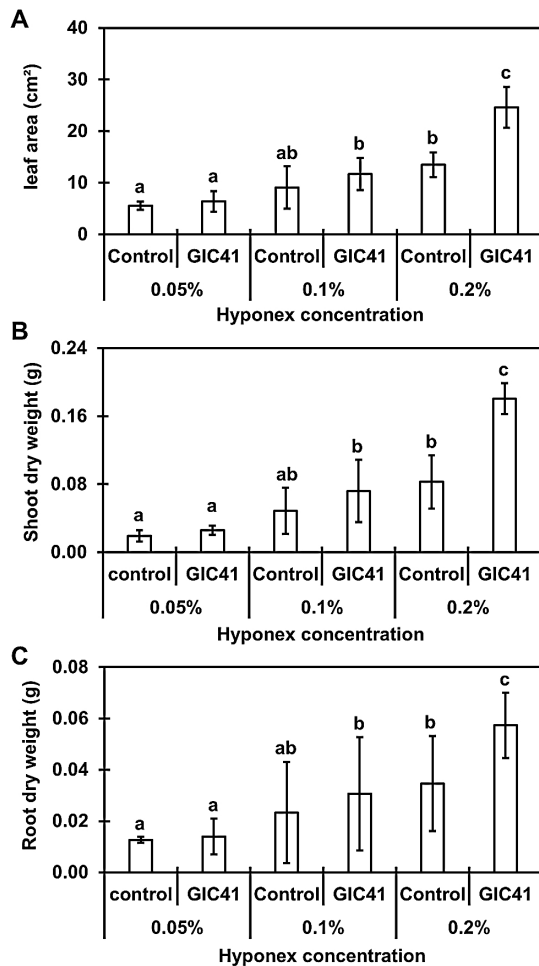 A
leaf area (cm²)
40
30
20
10
0
a
a
ab
b
b
c
Control GIC41 Control GIC41 Control GIC41
0.05% 0.1% 0.2%
Hyponex concentration
B
Shoot dry weight (g)
0.24
0.16
0.08
0.00
a
a
ab
b
b
c
control GIC41 Control GIC41 Control GIC41
0.05% 0.1% 0.2%
Hyponex concentration
C
Root dry weight (g)
0.08
0.06
0.04
0.02
0.00
a
a
ab
b
b
c
control GIC41 Control GIC41 Control GIC41
0.05% 0.1% 0.2%
Hyponex concentration